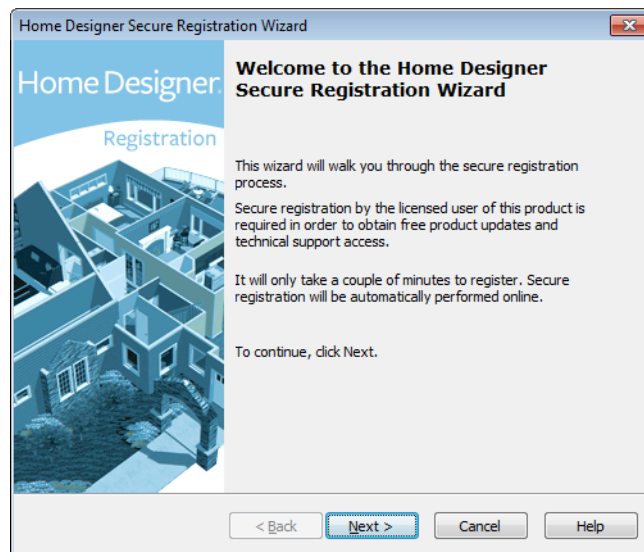 Home Designer Secure Registration Wizard
Home Designer.
Registration
Welcome to the Home Designer
Secure Registration Wizard
This wizard will walk you through the secure registration
process.
Secure registration by the licensed user of this product is
required in order to obtain free product updates and
technical support access.
It will only take a couple of minutes to register. Secure
registration will be automatically performed online.
To continue, click Next.
< Back
Next >
Cancel
Help